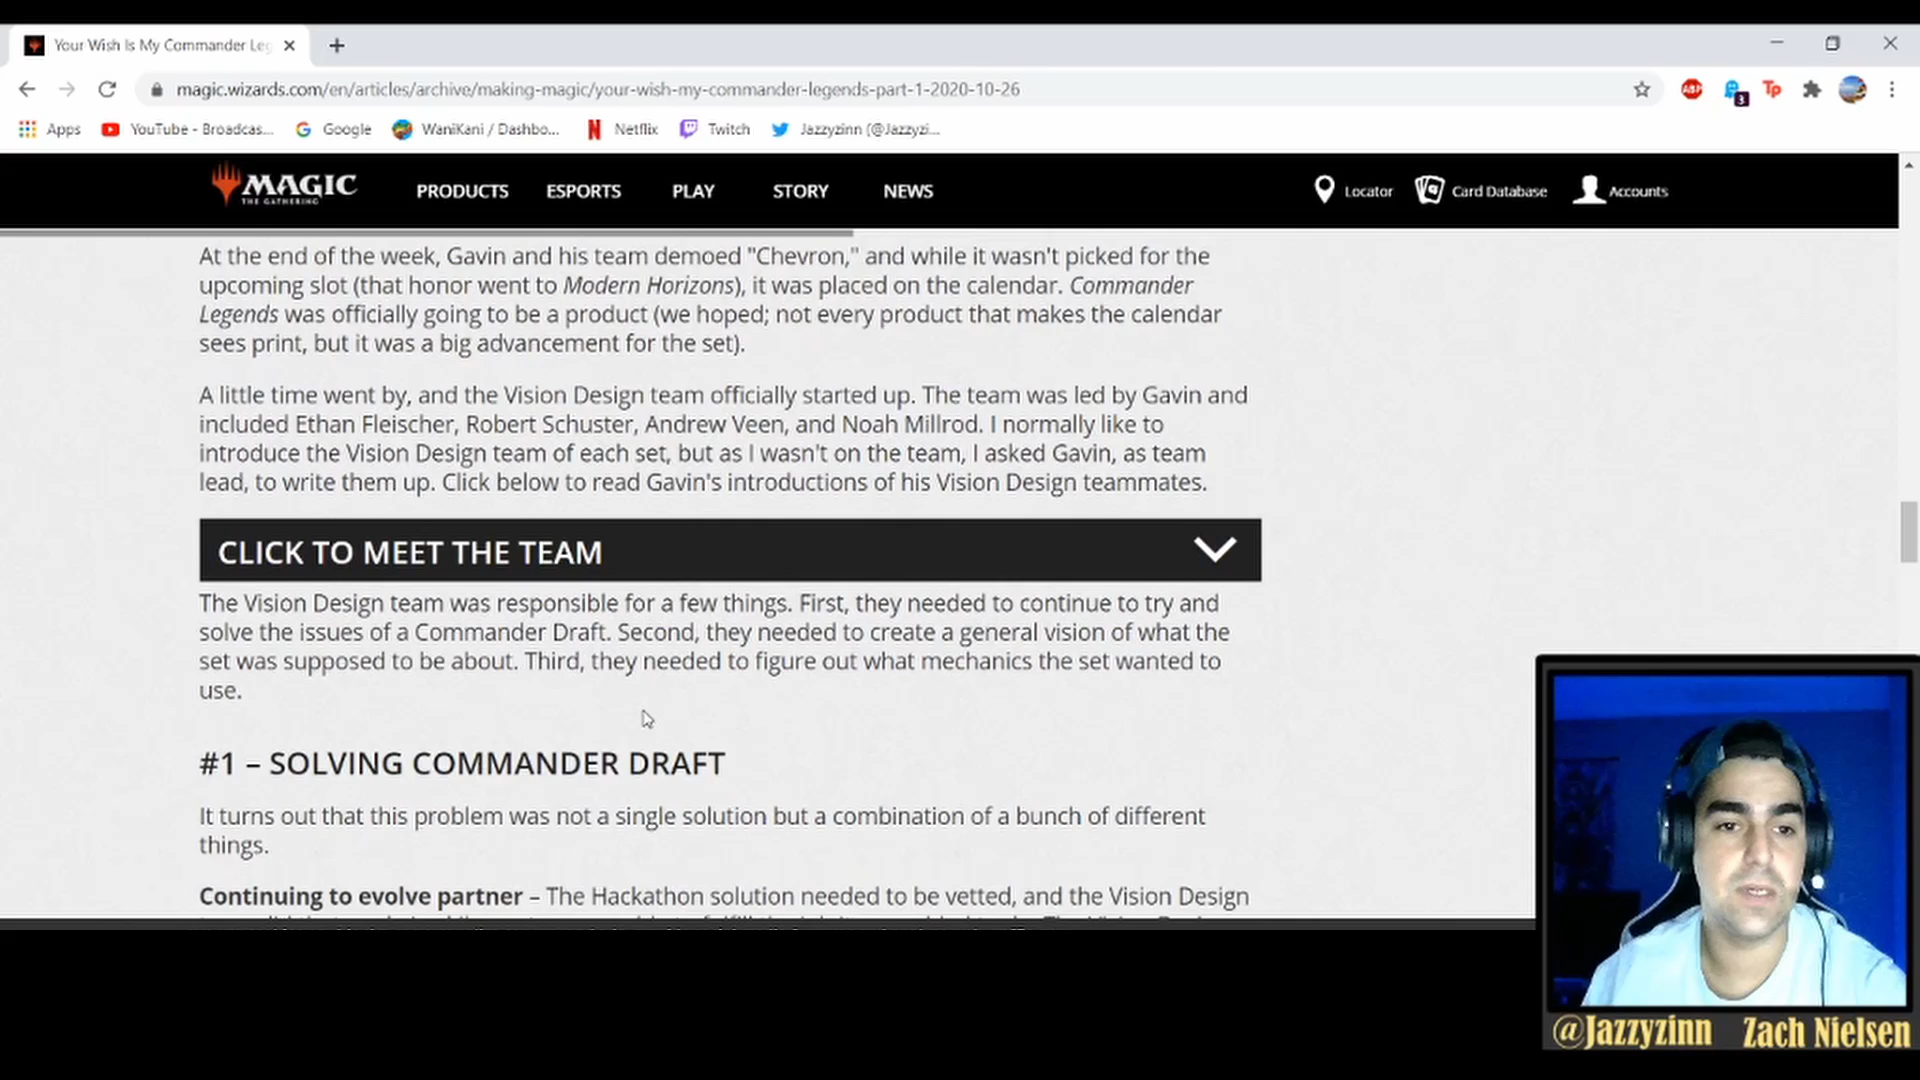 Your Wish Is My Commander Leg
magic.wizards.com/en/articles/archive/making-magic/your-wish-my-commander-legends-part-1-2020-10-26
ABP
3
Tp
Apps
YouTube - Broadcas...
Google
WaniKani / Dashbo...
Netflix
Twitch
Jazzyzinn (@Jazzyzi...
MAGIC
THE GATHERING
PRODUCTS
ESPORTS
PLAY
STORY
NEWS
Locator
Card Database
Accounts
At the end of the week, Gavin and his team demoed "Chevron," and while it wasn't picked for the
upcoming slot (that honor went to Modern Horizons), it was placed on the calendar. Commander
Legends was officially going to be a product (we hoped; not every product that makes the calendar
sees print, but it was a big advancement for the set).
A little time went by, and the Vision Design team officially started up. The team was led by Gavin and
included Ethan Fleischer, Robert Schuster, Andrew Veen, and Noah Millrod. I normally like to
introduce the Vision Design team of each set, but as I wasn't on the team, I asked Gavin, as team
lead, to write them up. Click below to read Gavin's introductions of his Vision Design teammates.
CLICK TO MEET THE TEAM
The Vision Design team was responsible for a few things. First, they needed to continue to try and
solve the issues of a Commander Draft. Second, they needed to create a general vision of what the
set was supposed to be about. Third, they needed to figure out what mechanics the set wanted to
use.
#1 – SOLVING COMMANDER DRAFT
It turns out that this problem was not a single solution but a combination of a bunch of different
things.
Continuing to evolve partner – The Hackathon solution needed to be vetted, and the Vision Design
@Jazzyzinn Zach Nielsen